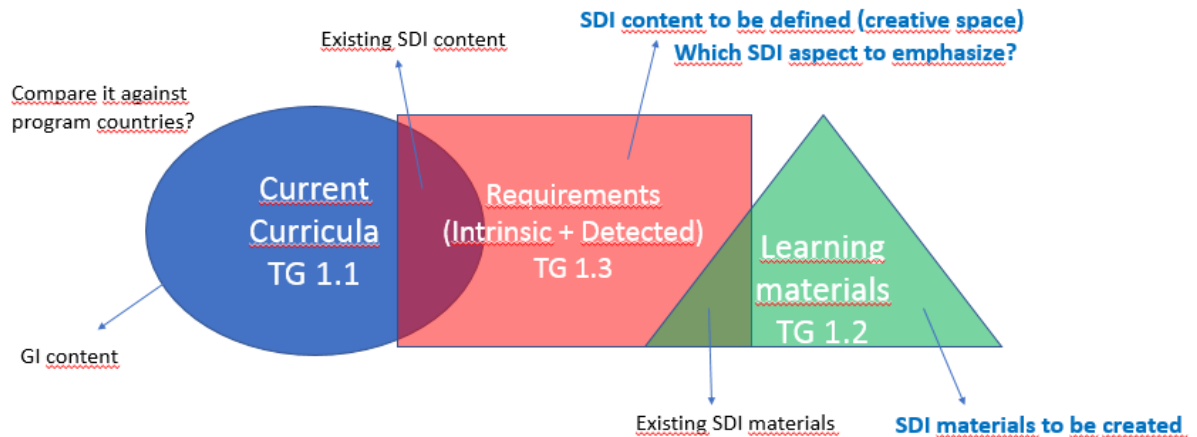 SDI content to be defined (creative space)
Which SDI aspect to emphasize?
Existing SDI content
Compare it against
program countries?
Current
Curricula
TG 1.1
Requirements
(Intrinsic + Detected)
TG 1.3
Learning
materials
TG 1.2
GI content
Existing SDI materials
SDI materials to be created